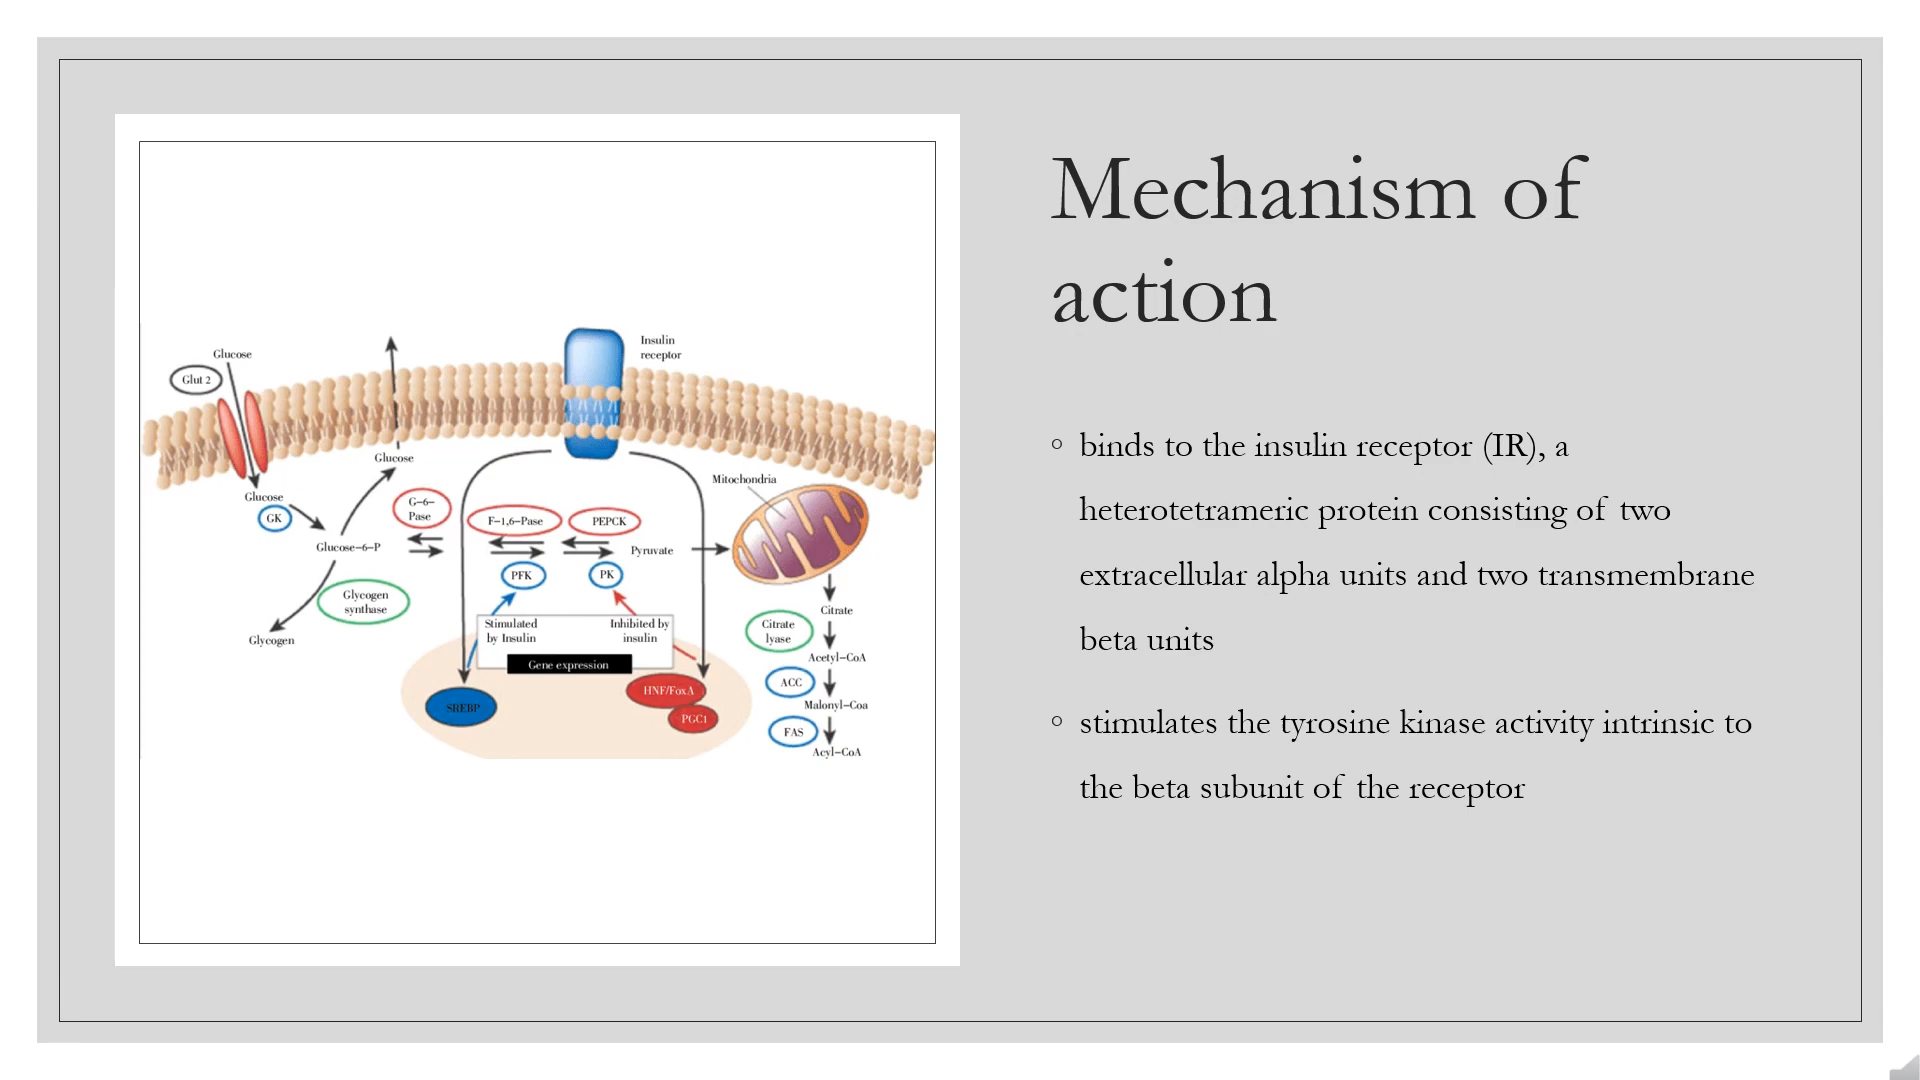 Mechanism of
action
◦ binds to the insulin receptor (IR), a
heterotetrameric protein consisting of two
extracellular alpha units and two transmembrane
beta units
◦ stimulates the tyrosine kinase activity intrinsic to
the beta subunit of the receptor
Insulin
receptor
Glucose
Glut 2
Glucose
Glucose
GK
Glucose–6–P
G–6–
Pase
F–1,6–Pase
PEPCK
Pyruvate
PFK
PK
Mitochondria
Glycogen
synthase
Glycogen
Stimulated
by Insulin
Inhibited by
insulin
Gene expression
SREBP
HNF/FoxA
PGC1
Citrate
Citrate
lyase
Acetyl–CoA
ACC
Malonyl–Coa
FAS
Acyl–CoA